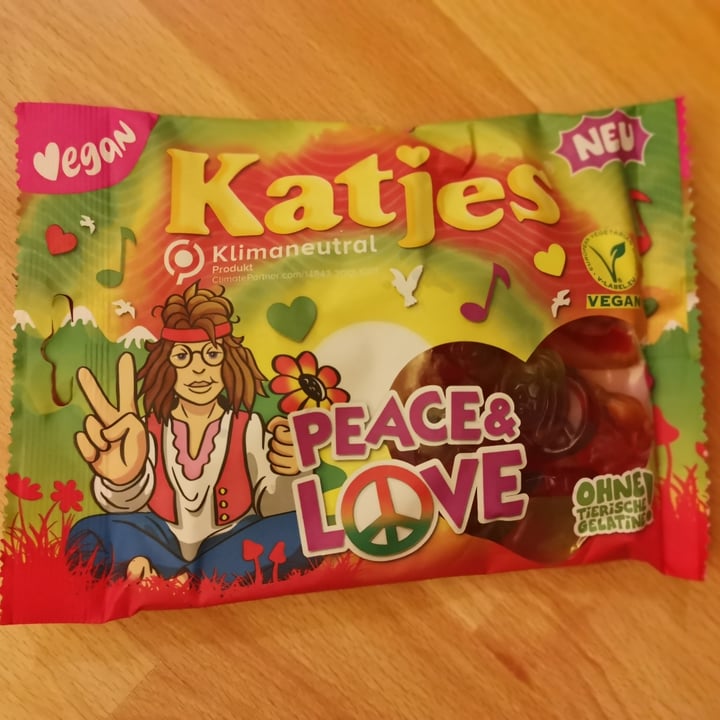 Vegan
Katjes
NEU
Klimaneutral
Produkt
VEGAN
PEACE &
LOVE
OHNE
TIERISCHE
GELATINE!